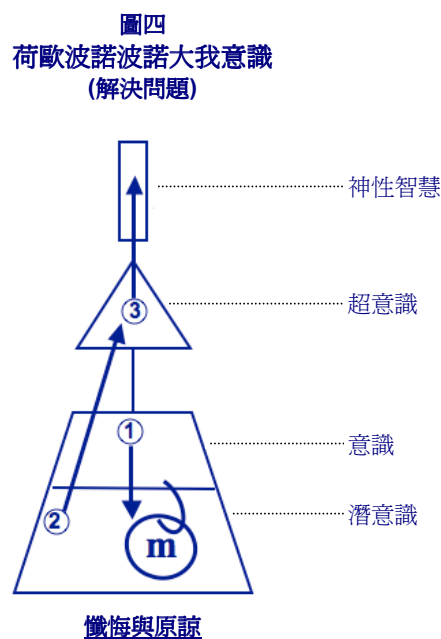 圖四
荷歐波諾波諾大我意識
(解決問題)
神性智慧
③
超意識
①
意識
②
潛意識
m
懺悔與原諒